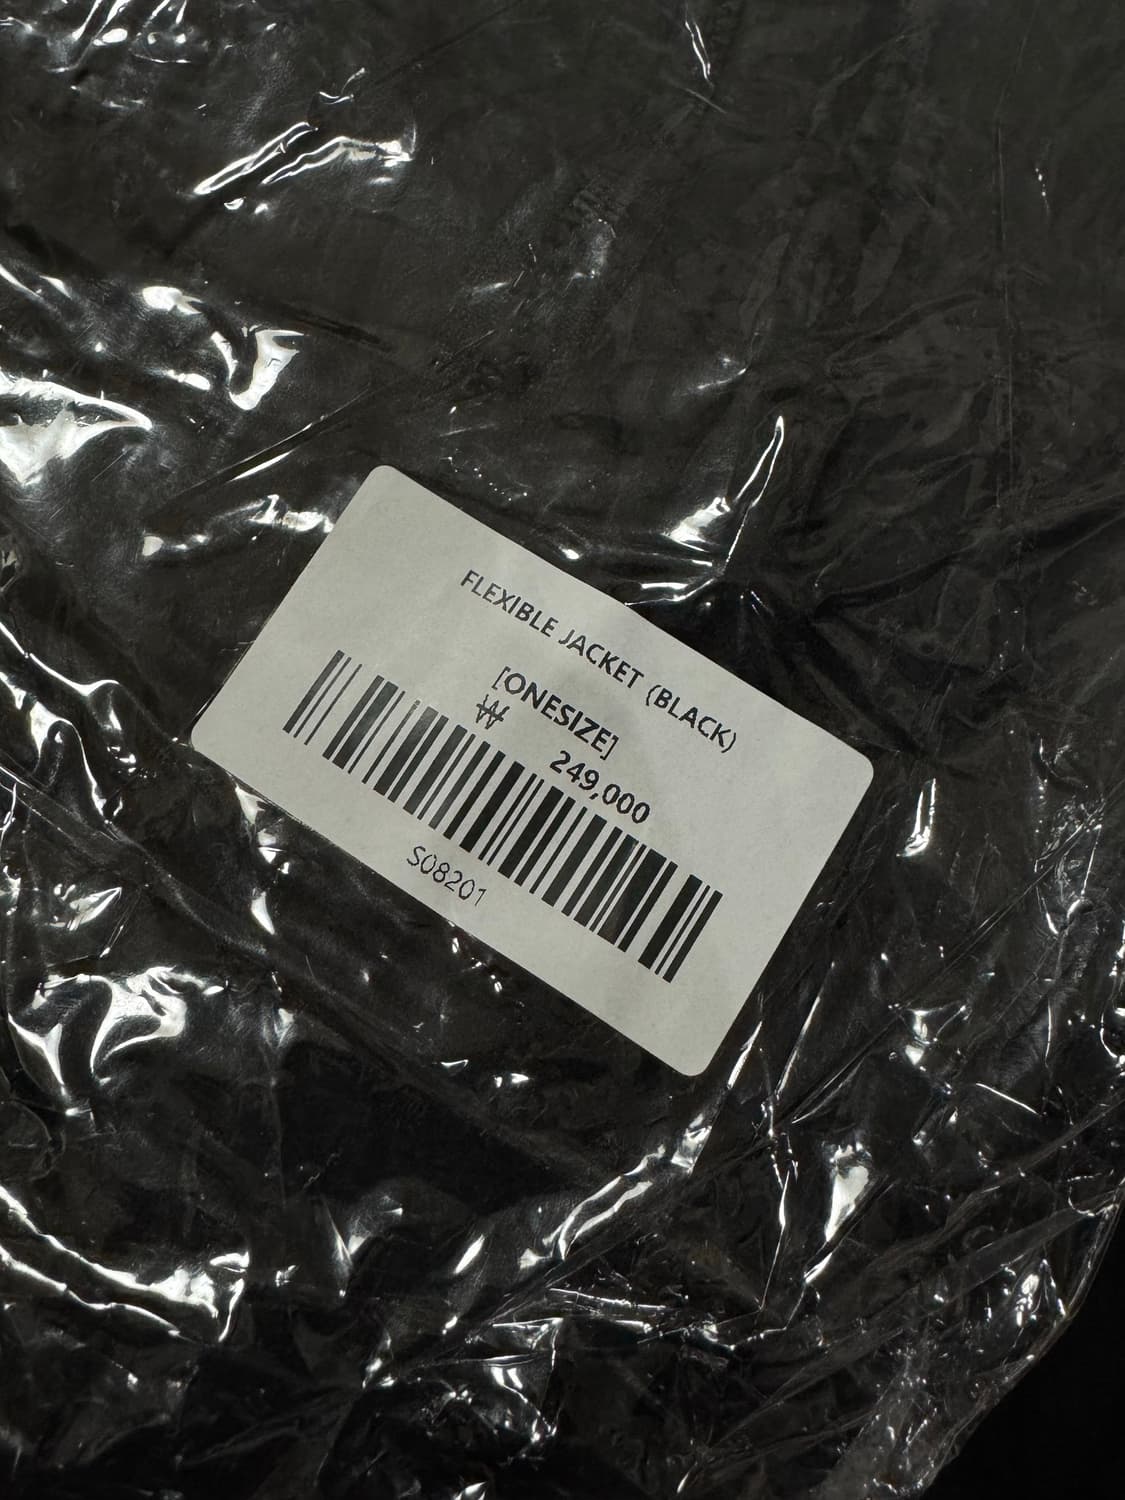 FLEXIBLE JACKET (BLACK)
[ONESIZE]
₩ 249,000
S08201